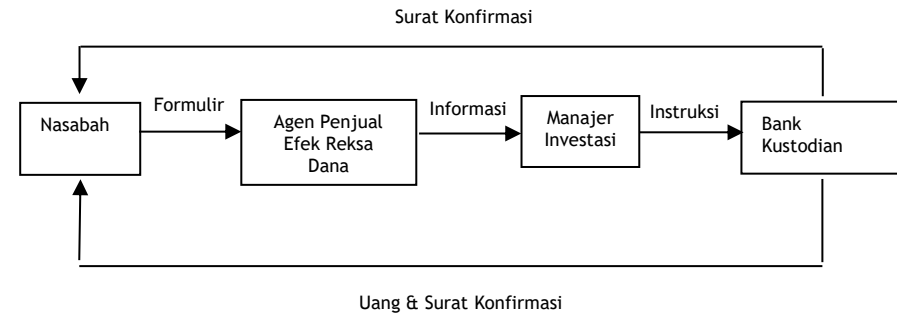 Surat Konfirmasi
Nasabah
Formulir
Agen Penjual
Efek Reksa
Dana
Informasi
Manajer
Investasi
Instruksi
Bank
Kustodian
Uang & Surat Konfirmasi